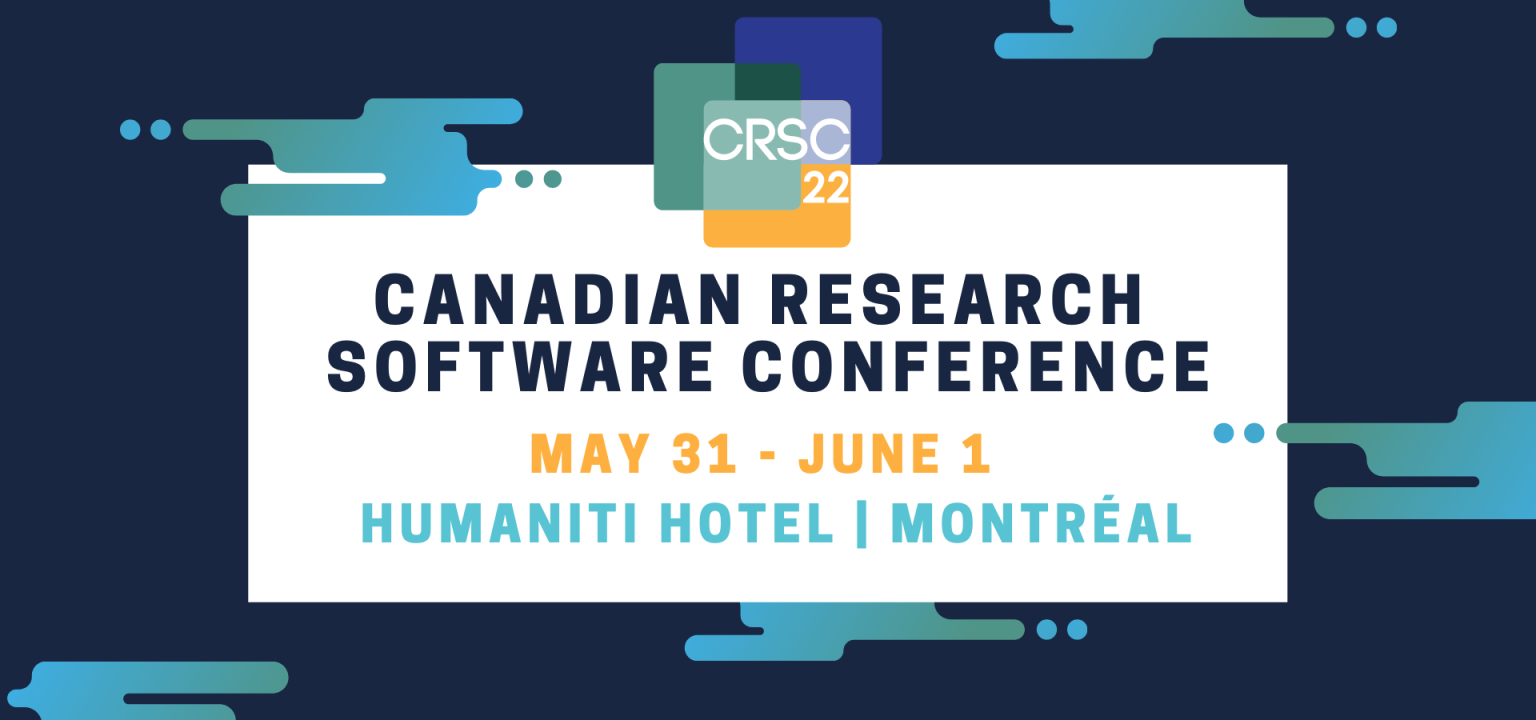 CRSC
22
CANADIAN RESEARCH
SOFTWARE CONFERENCE
MAY 31 - JUNE 1
HUMANITI HOTEL | MONTRÉAL